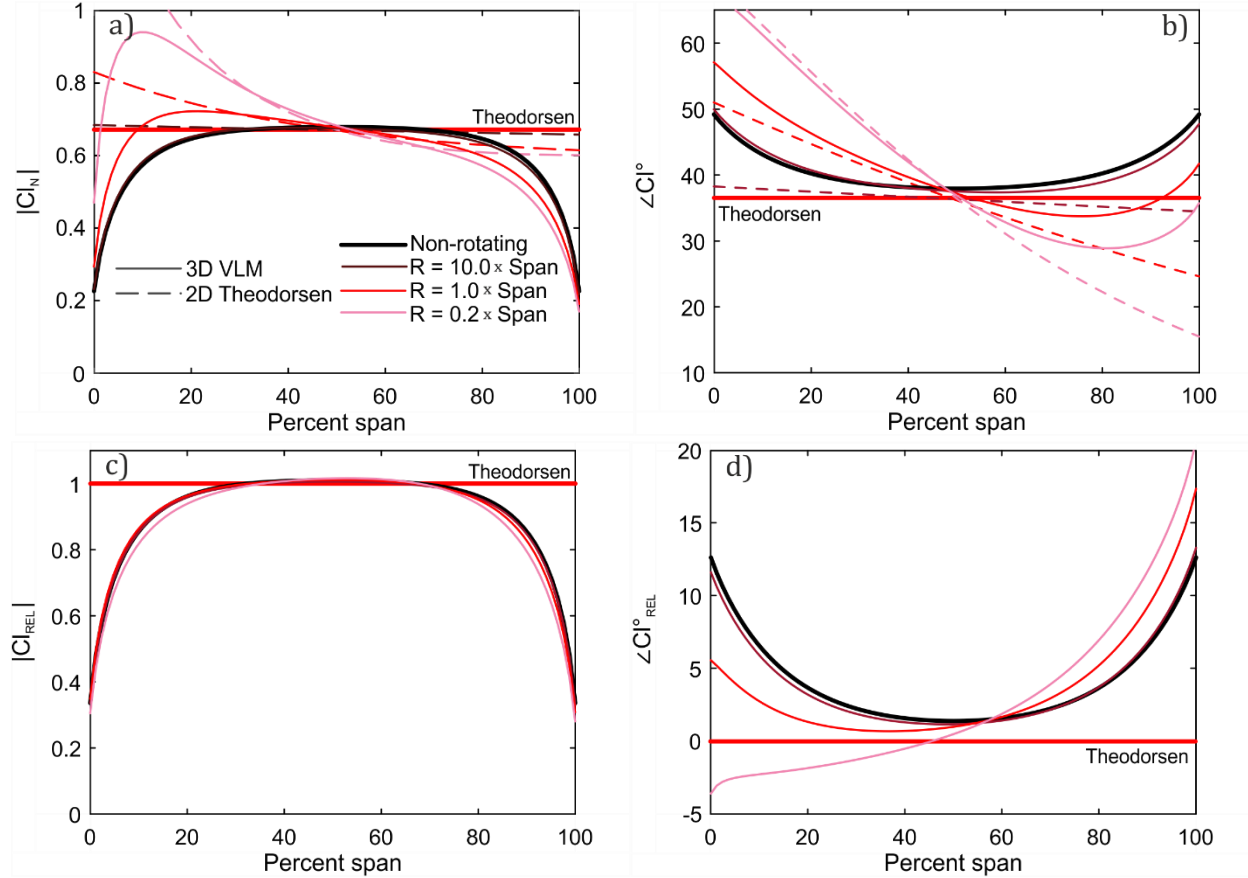 a)
|Cl_N|
1
0.8
0.6
0.4
0.2
0
Theodorsen
3D VLM
2D Theodorsen
Non-rotating
R = 10.0 x Span
R = 1.0 x Span
R = 0.2 x Span
0 20 40 60 80 100
Percent span
b)
∠Cl°
60
50
40
30
20
10
Theodorsen
0 20 40 60 80 100
Percent span
c)
|Cl_REL|
1
0.8
0.6
0.4
0.2
0
Theodorsen
0 20 40 60 80 100
Percent span
d)
∠Cl°_REL
20
15
10
5
0
-5
Theodorsen
0 20 40 60 80 100
Percent span